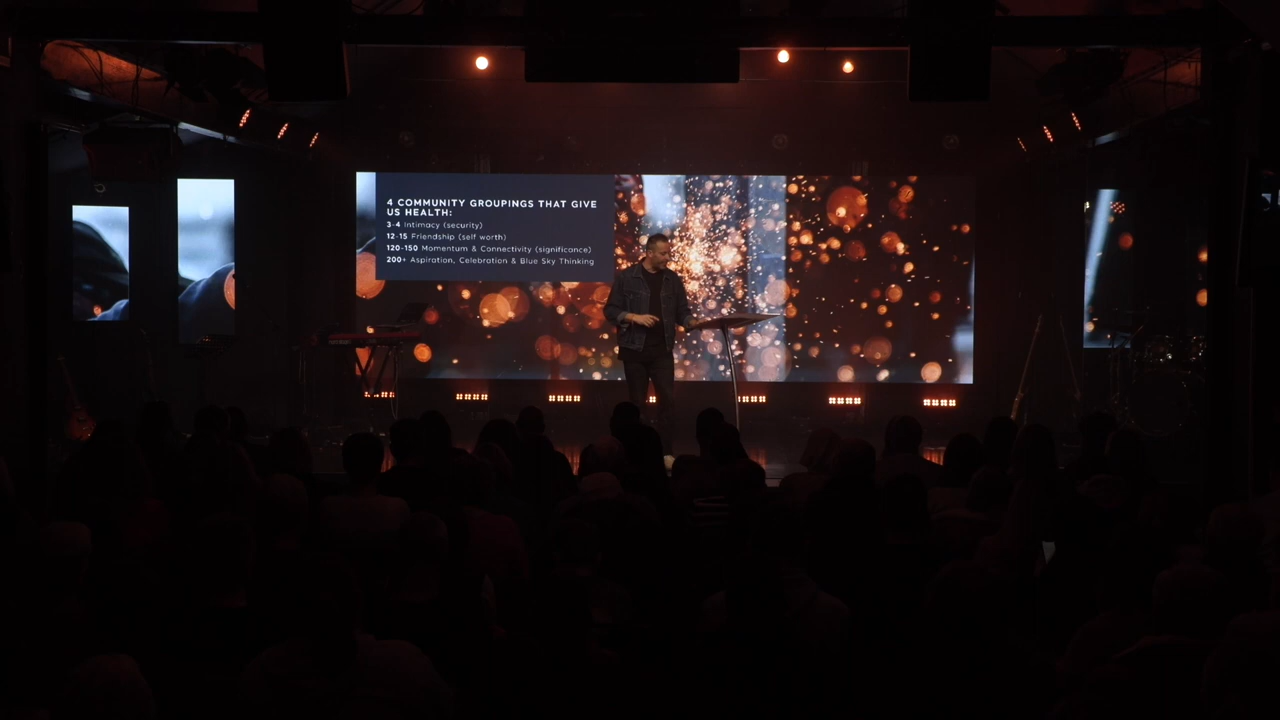 4 COMMUNITY GROUPINGS THAT GIVE
US HEALTH:
3-4 Intimacy (security)
12-15 Friendship (self worth)
120-150 Momentum & Connectivity (significance)
200+ Aspiration, Celebration & Blue Sky Thinking